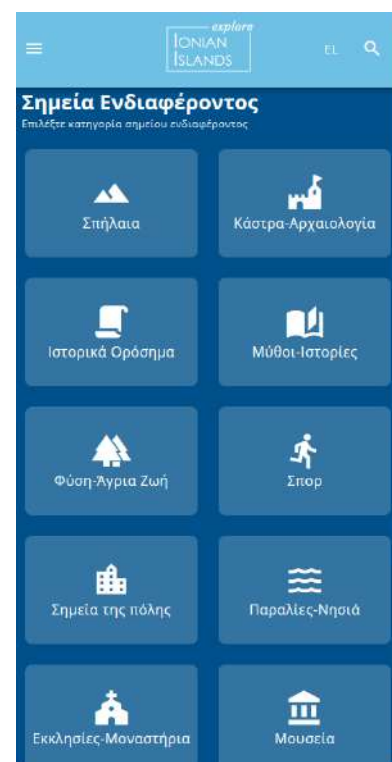 explore
IONIAN
ISLANDS
EL
Σημεία Ενδιαφέροντος
Επιλέξτε κατηγορία σημείου ενδιαφέροντος
Σπήλαια
Κάστρα-Αρχαιολογία
Ιστορικά Ορόσημα
Μύθοι-Ιστορίες
Φύση-Άγρια Ζωή
Σπορ
Σημεία της πόλης
Παραλίες-Νησιά
Εκκλησίες-Μοναστήρια
Μουσεία